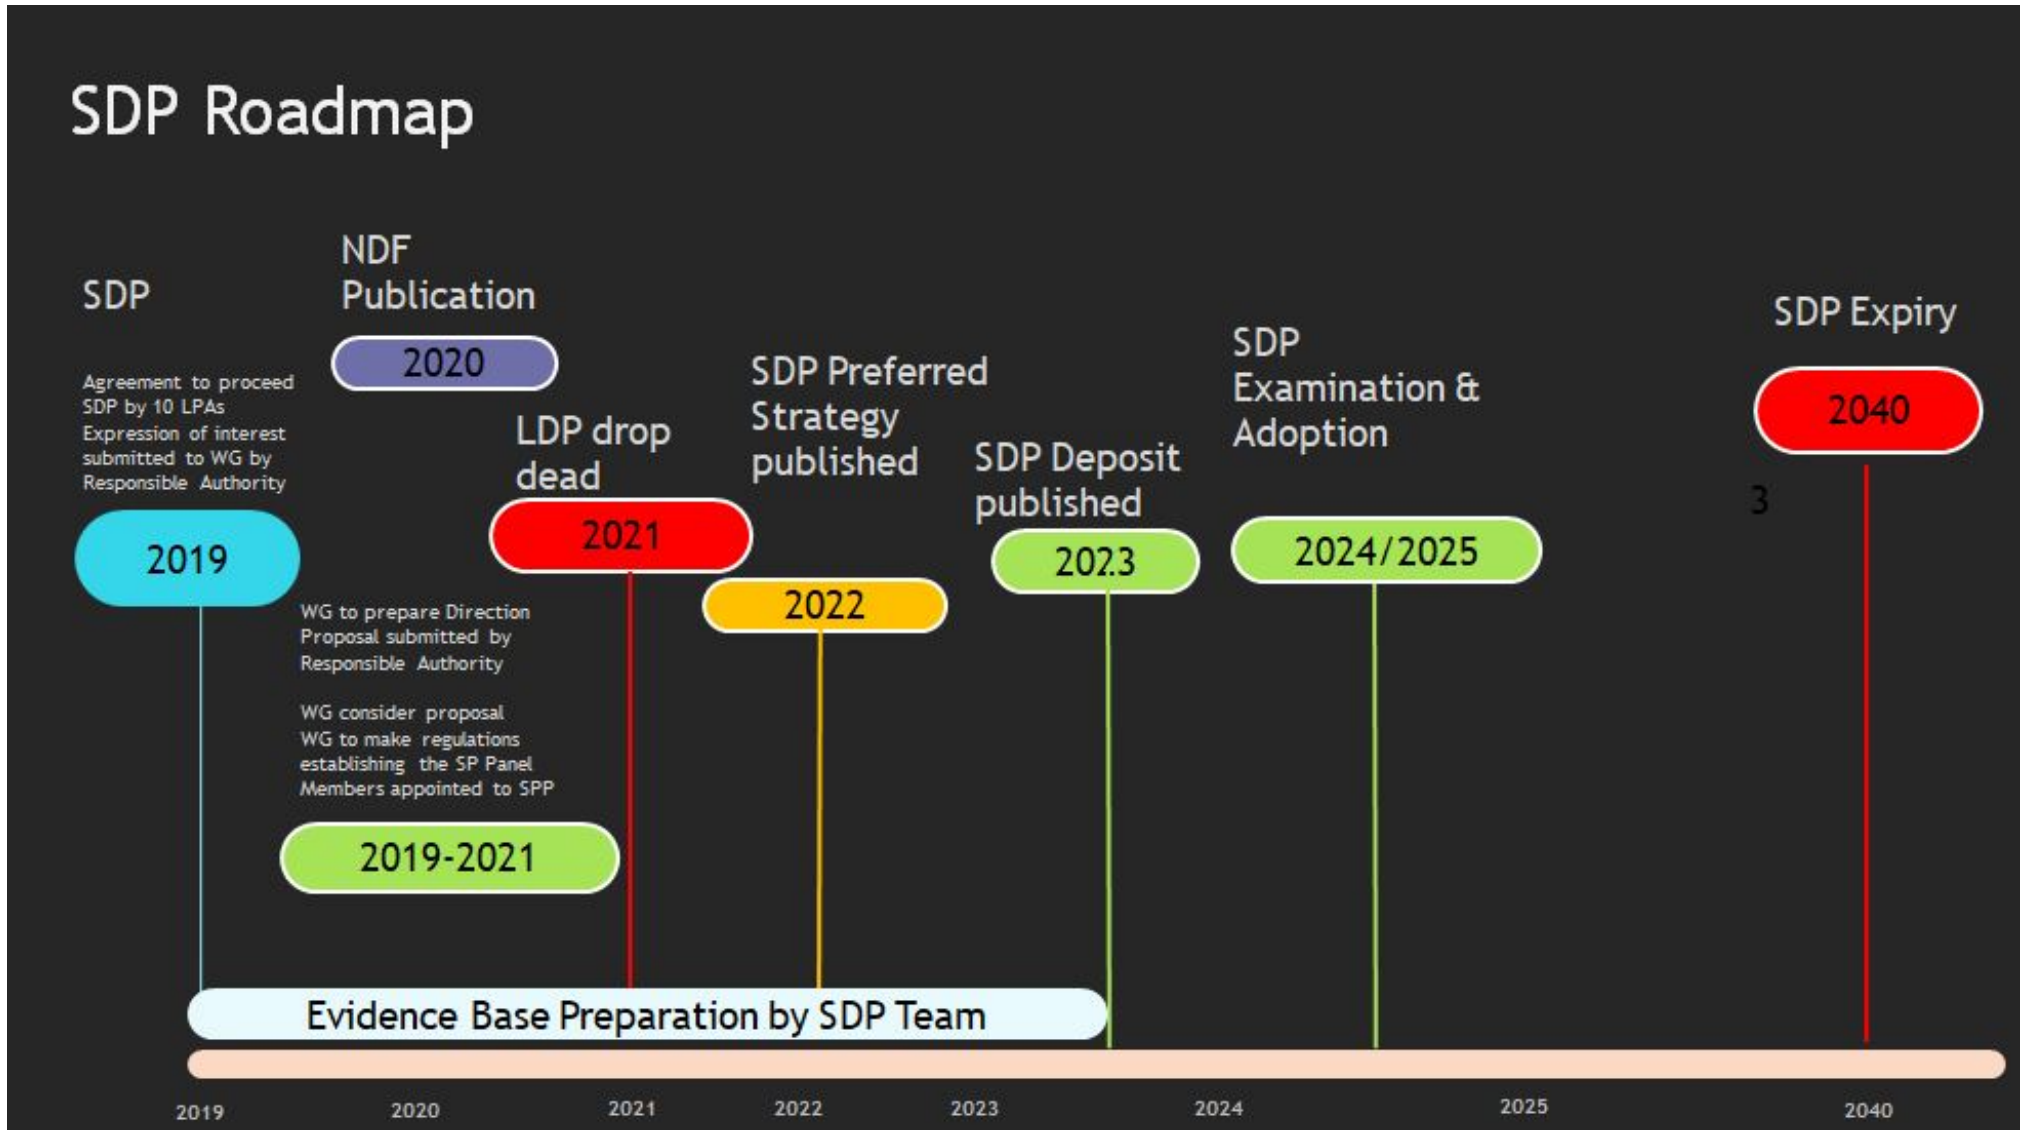 SDP Roadmap
SDP
Agreement to proceed
SDP by 10 LPAs
Expression of interest
submitted to WG by
Responsible Authority
2019
NDF
Publication
2020
WG to prepare Direction
Proposal submitted by
Responsible Authority
WG consider proposal
WG to make regulations
establishing the SP Panel
Members appointed to SPP
2019-2021
LDP drop
dead
2021
SDP Preferred
Strategy
published
2022
SDP Deposit
published
2023
SDP
Examination &
Adoption
2024/2025
SDP Expiry
2040
3
Evidence Base Preparation by SDP Team
2019 2020 2021 2022 2023 2024 2025 2040